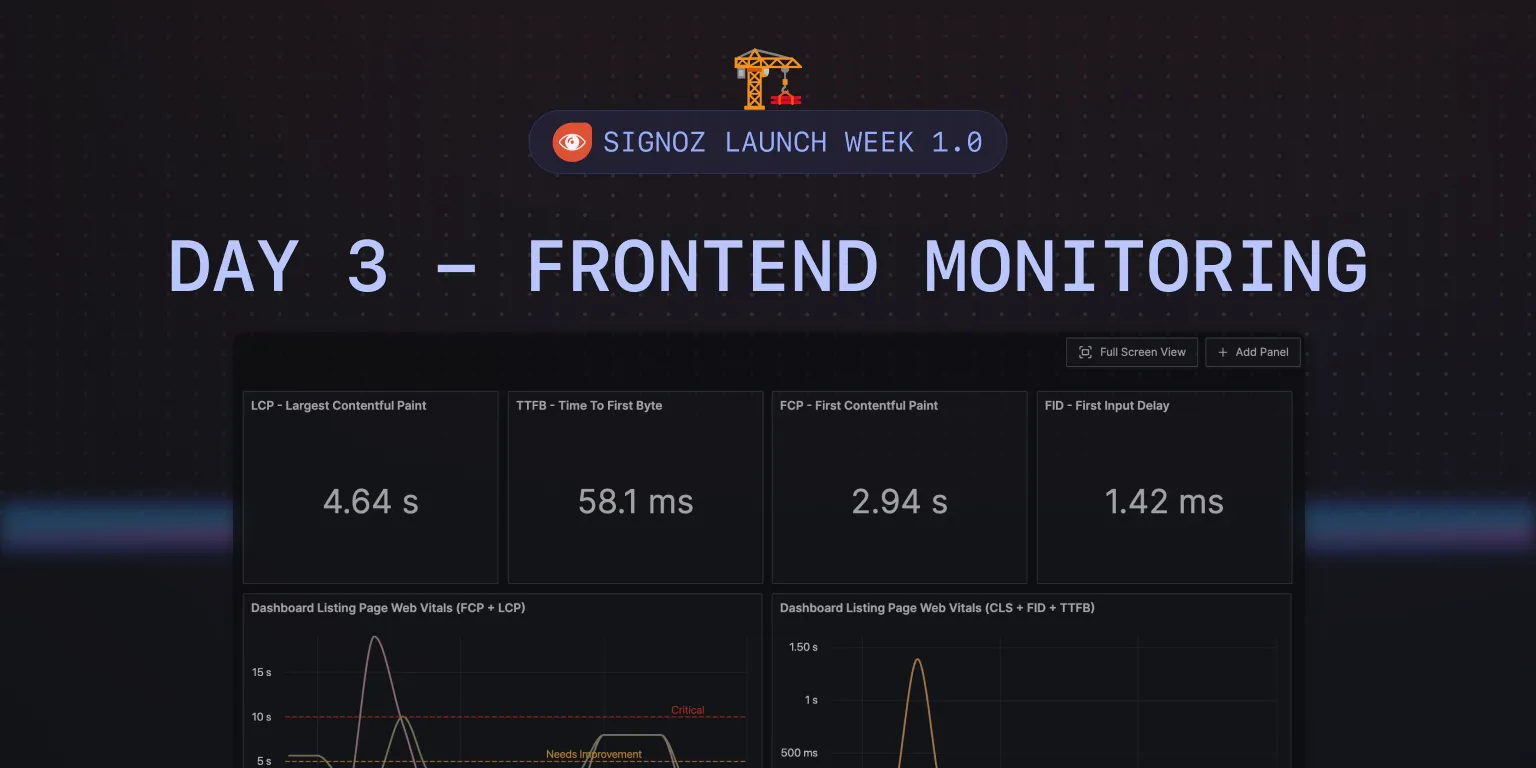 SIGNOZ LAUNCH WEEK 1.0
DAY 3 – FRONTEND MONITORING
Full Screen View
+ Add Panel
LCP - Largest Contentful Paint
4.64 s
TTFB - Time To First Byte
58.1 ms
FCP - First Contentful Paint
2.94 s
FID - First Input Delay
1.42 ms
Dashboard Listing Page Web Vitals (FCP + LCP)
15 s
10 s
5 s
Critical
Needs Improvement
Dashboard Listing Page Web Vitals (CLS + FID + TTFB)
1.50 s
1 s
500 ms